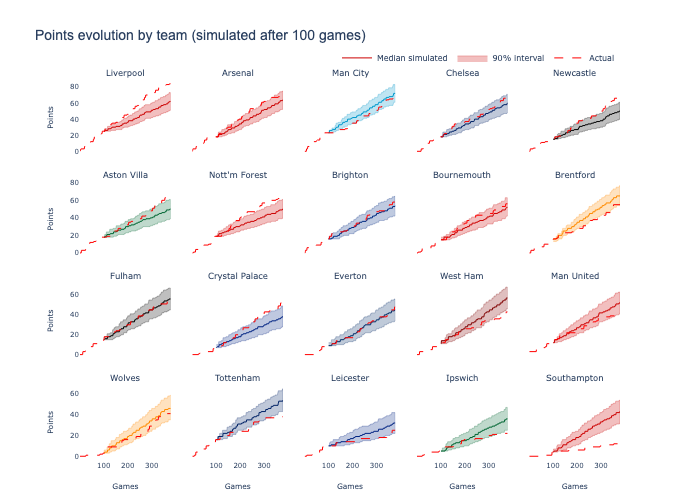 Points evolution by team (simulated after 100 games)
Median simulated 90% interval Actual
Liverpool Arsenal Man City Chelsea Newcastle
Points
80
60
40
20
0
Aston Villa Nott'm Forest Brighton Bournemouth Brentford
Points
80
60
40
20
0
Fulham Crystal Palace Everton West Ham Man United
Points
60
40
20
0
Wolves Tottenham Leicester Ipswich Southampton
Points
60
40
20
0
100 200 300 100 200 300 100 200 300 100 200 300 100 200 300
Games Games Games Games Games